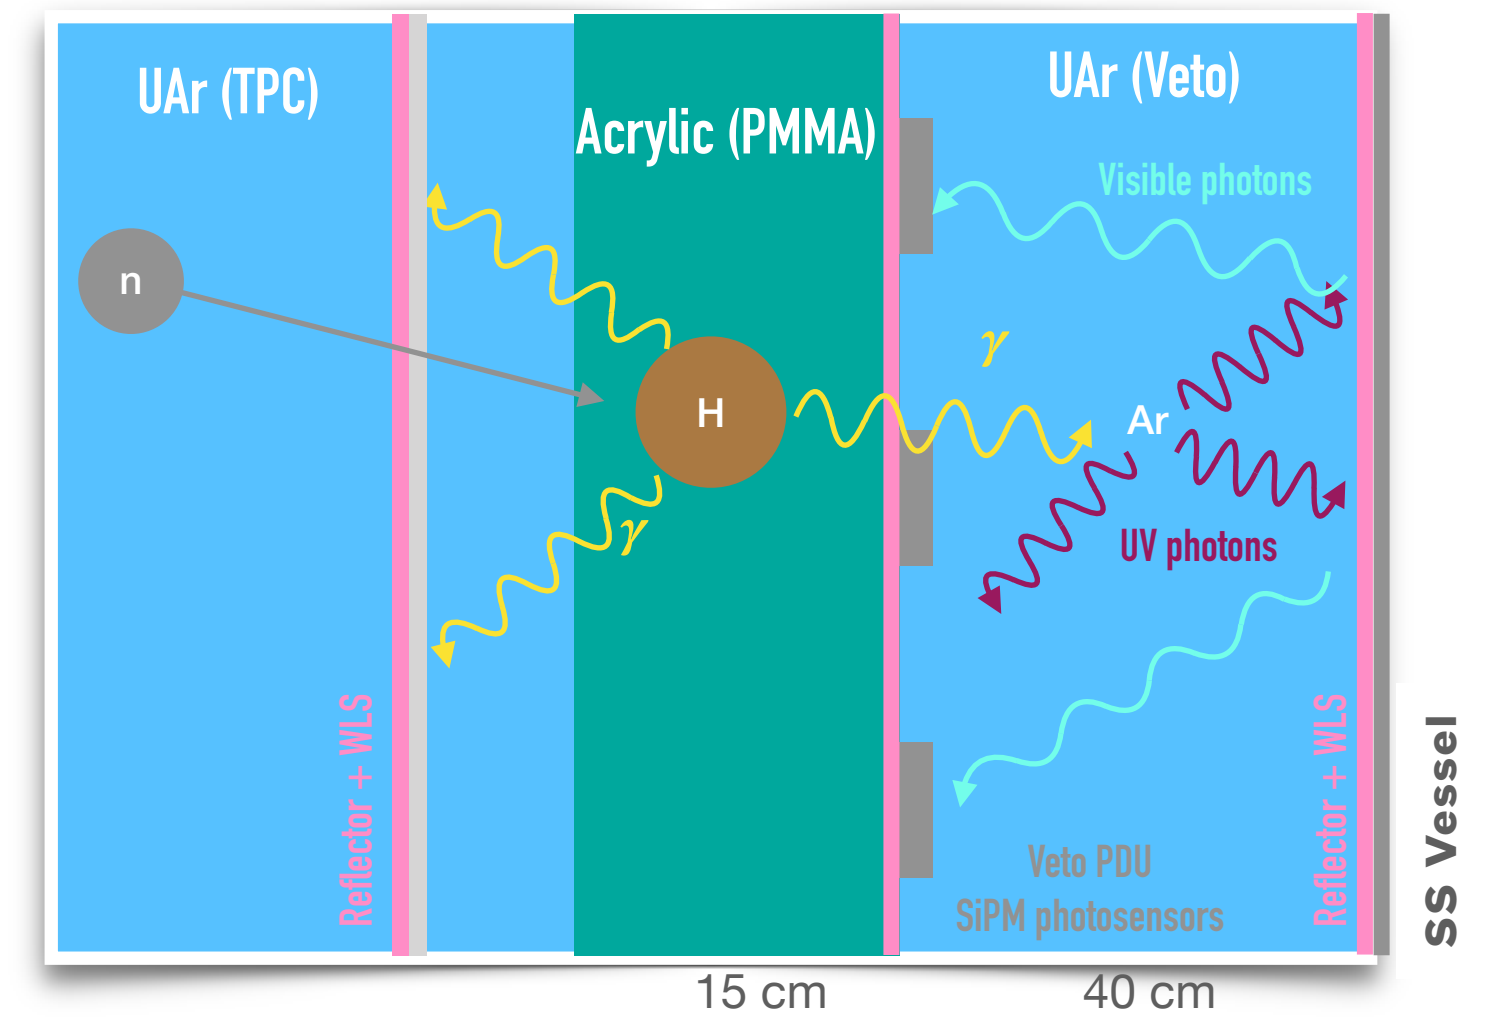 UAr (TPC)
Acrylic (PMMA)
UAr (Veto)
Visible photons
n
γ
H
Ar
γ
UV photons
Reflector + WLS
Reflector + WLS
SS Vessel
Veto PDU
SiPM photosensors
15 cm
40 cm